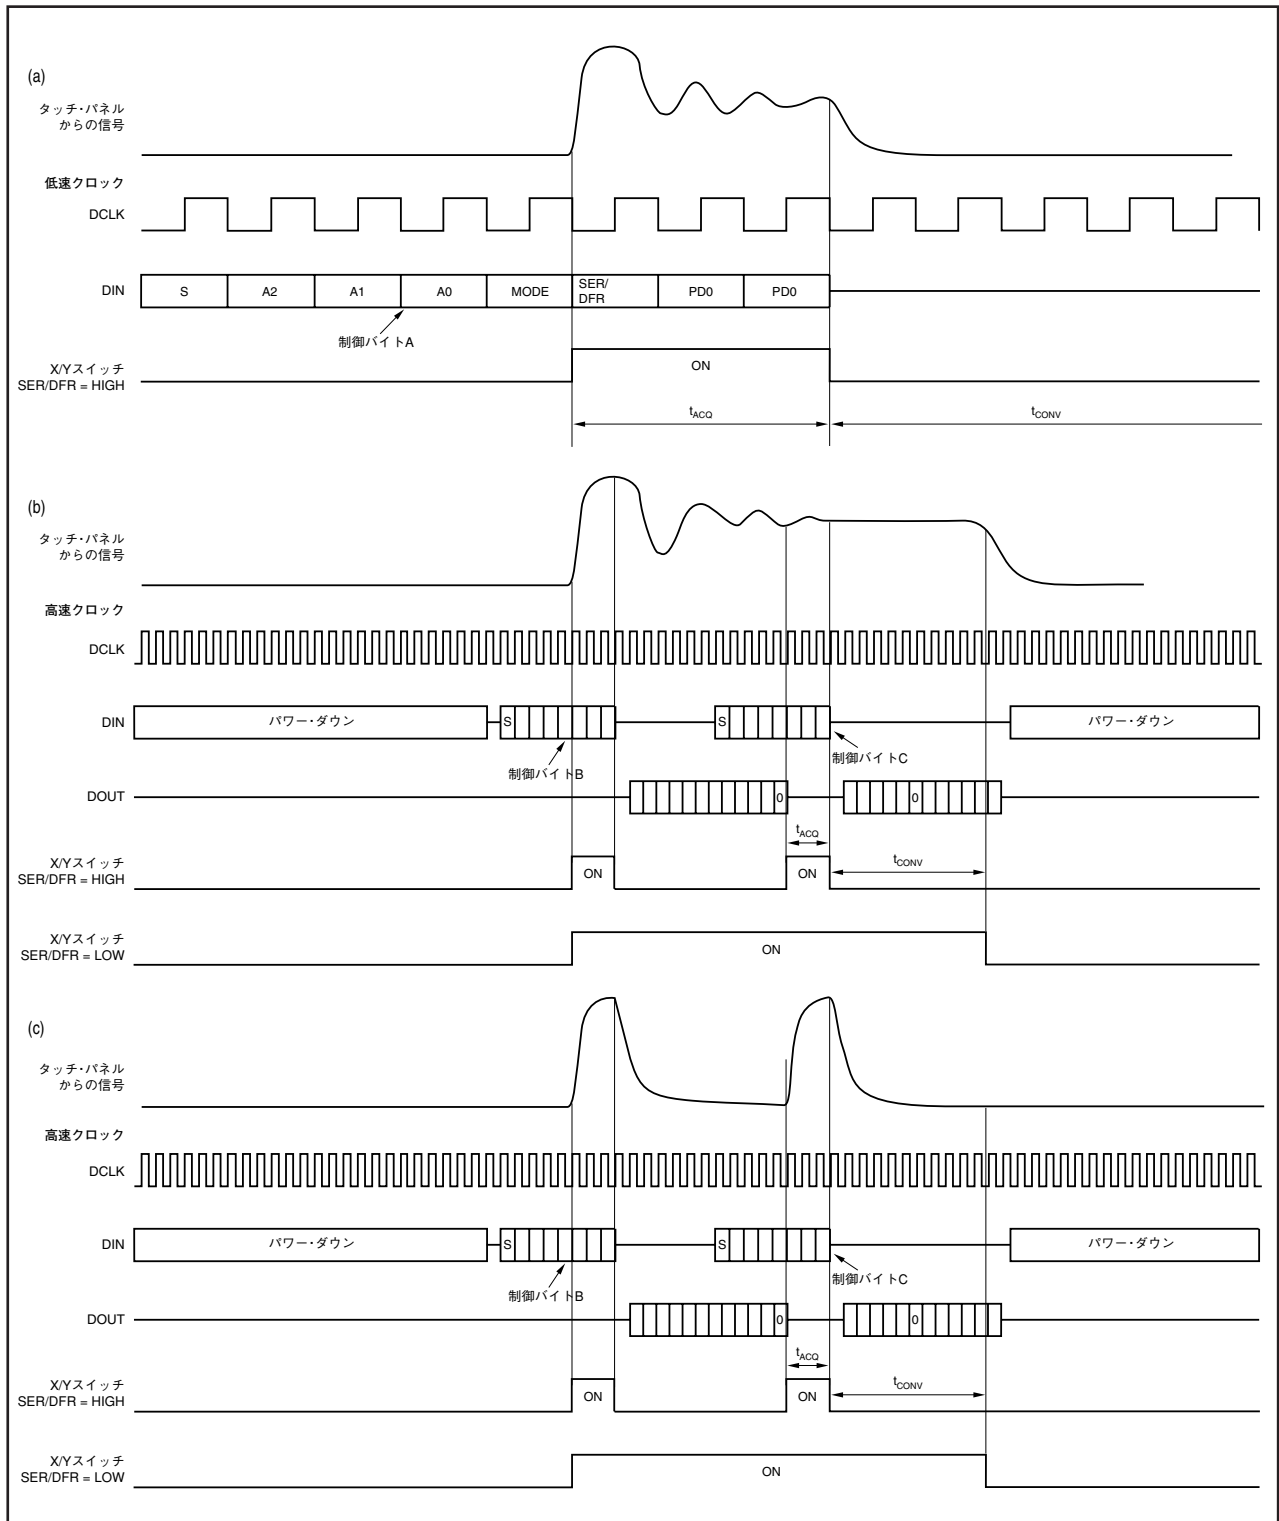 (a)
タッチ・パネル
からの信号
低速クロック
DCLK
DIN
S
A2
A1
A0
MODE
SER/
DFR
PD0
PD0
制御バイトA
X/Yスイッチ
SER/DFR = HIGH
ON
tACQ
tCONV
(b)
タッチ・パネル
からの信号
高速クロック
DCLK
DIN
パワー・ダウン
S
S
パワー・ダウン
制御バイトB
制御バイトC
DOUT
0
0
tACQ
X/Yスイッチ
SER/DFR = HIGH
ON
ON
tCONV
X/Yスイッチ
SER/DFR = LOW
ON
(c)
タッチ・パネル
からの信号
高速クロック
DCLK
DIN
パワー・ダウン
S
S
パワー・ダウン
制御バイトB
制御バイトC
DOUT
0
0
tACQ
X/Yスイッチ
SER/DFR = HIGH
ON
ON
tCONV
X/Yスイッチ
SER/DFR = LOW
ON